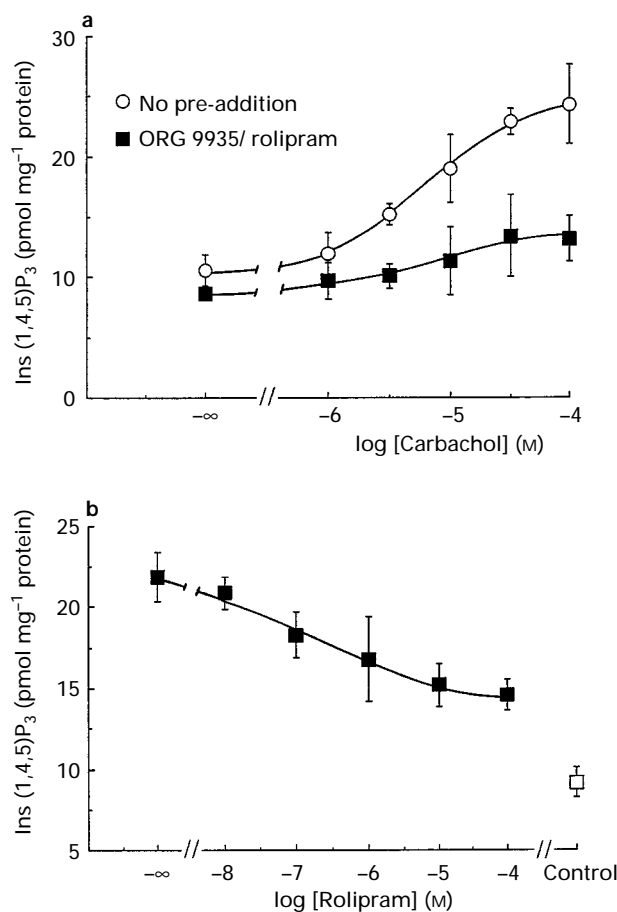 a
30
20
10
0
Ins (1,4,5)P₃ (pmol mg⁻¹ protein)
No pre-addition
ORG 9935/ rolipram
−∞ // −6 −5 −4
log [Carbachol] (M)
b
25
20
15
10
5
Ins (1,4,5)P₃ (pmol mg⁻¹ protein)
−∞ // −8 −7 −6 −5 −4 // Control
log [Rolipram] (M)